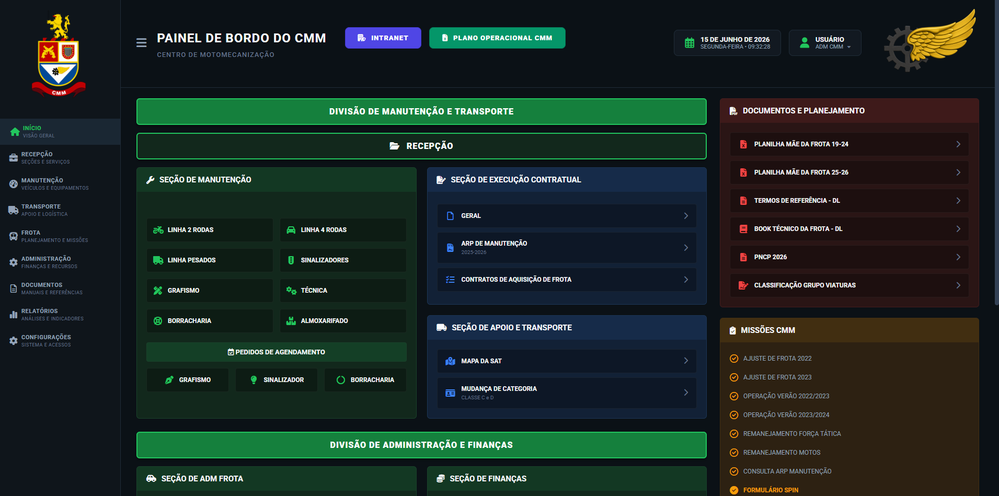 CMM
PAINEL DE BORDO DO CMM
CENTRO DE MOTOMECANIZAÇÃO
INTRANET
PLANO OPERACIONAL CMM
15 DE JUNHO DE 2026
SEGUNDA-FEIRA • 09:32:28
USUÁRIO
ADM CMM
INÍCIO
VISÃO GERAL
RECEPÇÃO
SEÇÕES E SERVIÇOS
MANUTENÇÃO
VEÍCULOS E EQUIPAMENTOS
TRANSPORTE
APOIO E LOGÍSTICA
FROTA
PLANEJAMENTO E MISSÕES
ADMINISTRAÇÃO
FINANÇAS E RECURSOS
DOCUMENTOS
MANUAIS E REFERÊNCIAS
RELATÓRIOS
ANÁLISES E INDICADORES
CONFIGURAÇÕES
SISTEMA E ACESSOS
DIVISÃO DE MANUTENÇÃO E TRANSPORTE
RECEPÇÃO
SEÇÃO DE MANUTENÇÃO
LINHA 2 RODAS
LINHA 4 RODAS
LINHA PESADOS
SINALIZADORES
GRAFISMO
TÉCNICA
BORRACHARIA
ALMOXARIFADO
PEDIDOS DE AGENDAMENTO
GRAFISMO
SINALIZADOR
BORRACHARIA
SEÇÃO DE EXECUÇÃO CONTRATUAL
GERAL
ARP DE MANUTENÇÃO
2025-2026
CONTRATOS DE AQUISIÇÃO DE FROTA
SEÇÃO DE APOIO E TRANSPORTE
MAPA DA SAT
MUDANÇA DE CATEGORIA
CLASSE C e D
DIVISÃO DE ADMINISTRAÇÃO E FINANÇAS
SEÇÃO DE ADM FROTA
SEÇÃO DE FINANÇAS
DOCUMENTOS E PLANEJAMENTO
PLANILHA MÃE DA FROTA 19-24
PLANILHA MÃE DA FROTA 25-26
TERMOS DE REFERÊNCIA - DL
BOOK TÉCNICO DA FROTA - DL
PNCP 2026
CLASSIFICAÇÃO GRUPO VIATURAS
MISSÕES CMM
AJUSTE DE FROTA 2022
AJUSTE DE FROTA 2023
OPERAÇÃO VERÃO 2022/2023
OPERAÇÃO VERÃO 2023/2024
REMANEJAMENTO FORÇA TÁTICA
REMANEJAMENTO MOTOS
CONSULTA ARP MANUTENÇÃO
FORMULÁRIO SPIN